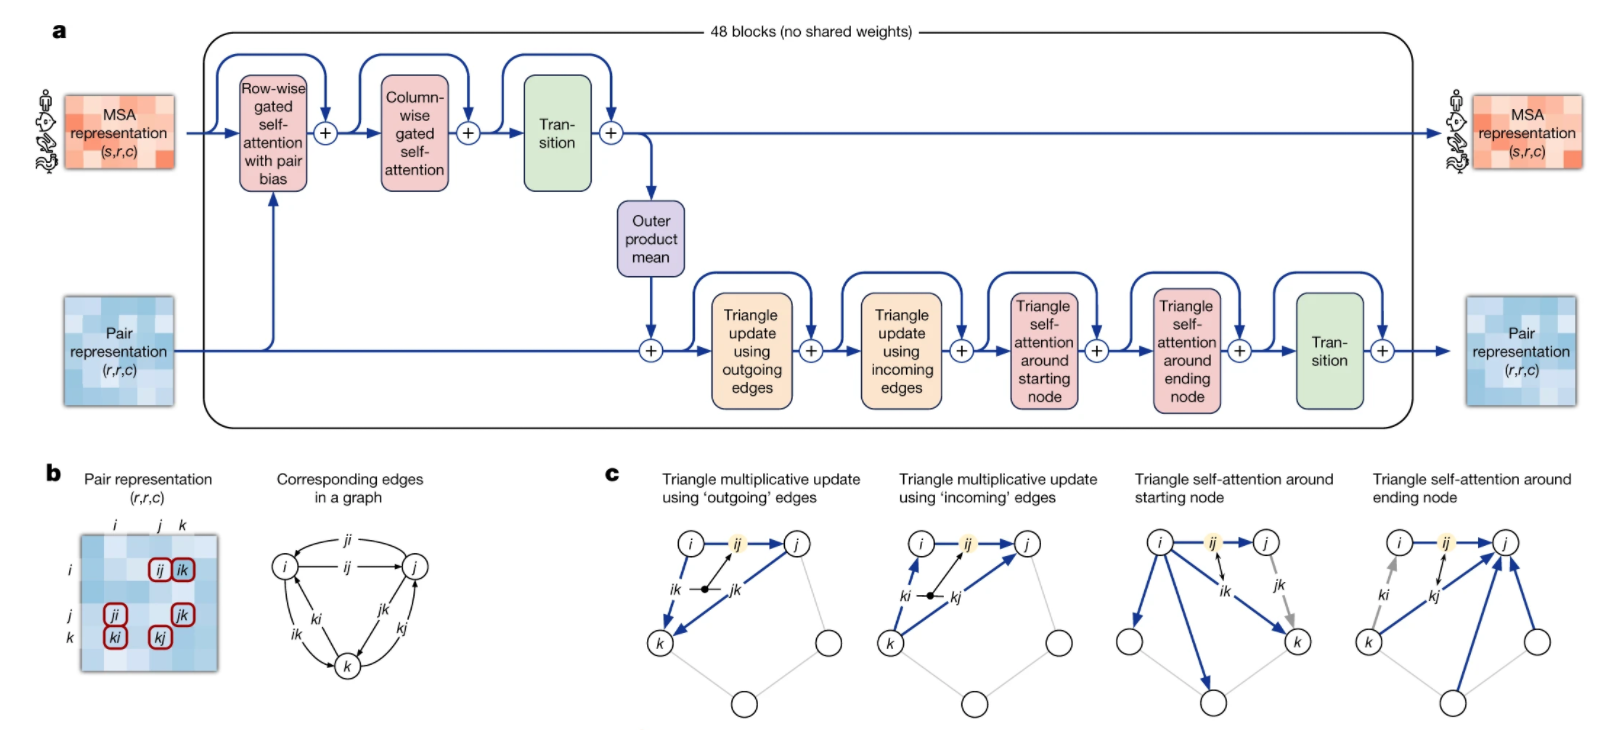 a
48 blocks (no shared weights)
MSA
representation
(s,r,c)
Row-wise
gated
self-
attention
with pair
bias
+
Column-
wise
gated
self-
attention
+
Tran-
sition
+
MSA
representation
(s,r,c)
Outer
product
mean
Pair
representation
(r,r,c)
+
Triangle
update
using
outgoing
edges
+
Triangle
update
using
incoming
edges
+
Triangle
self-
attention
around
starting
node
+
Triangle
self-
attention
around
ending
node
+
Tran-
sition
+
Pair
representation
(r,r,c)
b
Pair representation
(r,r,c)
i j k
i ij ik
j ji jk
k ki kj
Corresponding edges
in a graph
ji
i ij j
ki jk
ik kj
k
c
Triangle multiplicative update
using ‘outgoing’ edges
i ij j
ik jk
k
Triangle multiplicative update
using ‘incoming’ edges
i ij j
ki kj
k
Triangle self-attention around
starting node
i ij j
ik jk
k
Triangle self-attention around
ending node
i ij j
ki kj
k